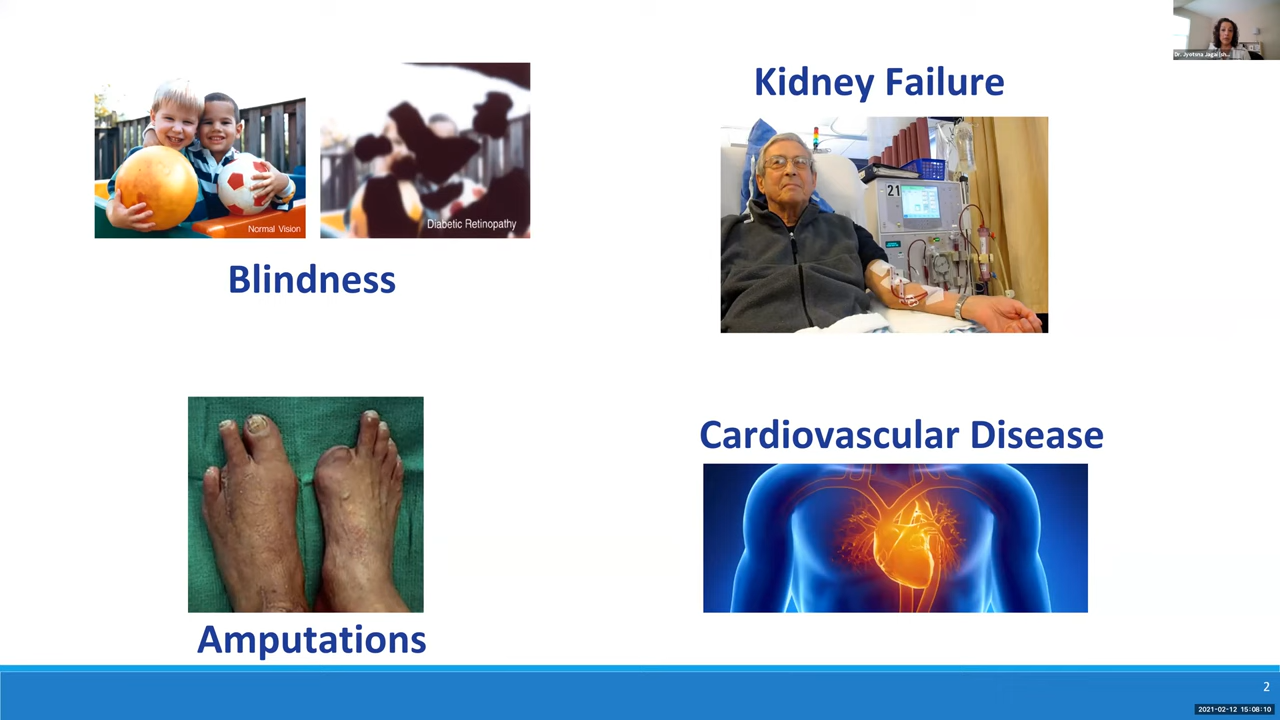 Kidney Failure
21
Normal Vision
Diabetic Retinopathy
Blindness
Cardiovascular Disease
Amputations
2
2021-02-12 15:08:10